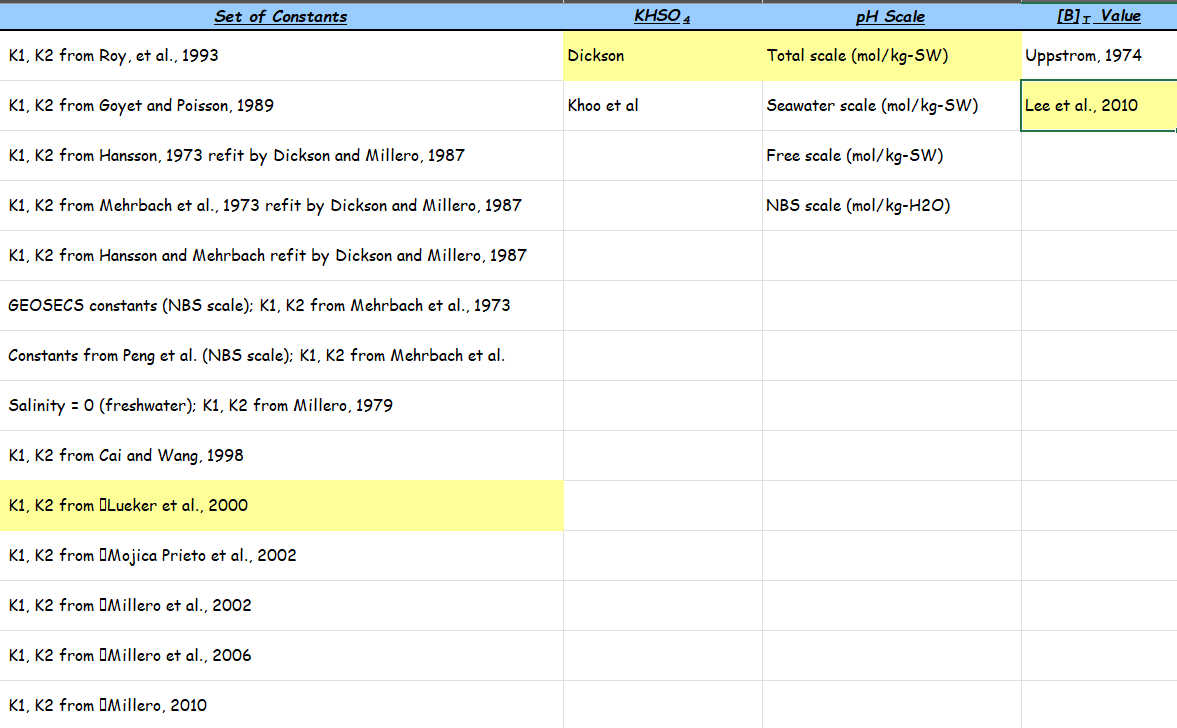 Set of Constants KHSO4 pH Scale [B]T Value
K1, K2 from Roy, et al., 1993 Dickson Total scale (mol/kg-SW) Uppstrom, 1974
K1, K2 from Goyet and Poisson, 1989 Khoo et al Seawater scale (mol/kg-SW) Lee et al., 2010
K1, K2 from Hansson, 1973 refit by Dickson and Millero, 1987 Free scale (mol/kg-SW)
K1, K2 from Mehrbach et al., 1973 refit by Dickson and Millero, 1987 NBS scale (mol/kg-H2O)
K1, K2 from Hansson and Mehrbach refit by Dickson and Millero, 1987
GEOSECS constants (NBS scale); K1, K2 from Mehrbach et al., 1973
Constants from Peng et al. (NBS scale); K1, K2 from Mehrbach et al.
Salinity = 0 (freshwater); K1, K2 from Millero, 1979
K1, K2 from Cai and Wang, 1998
K1, K2 from ▯Lueker et al., 2000
K1, K2 from ▯Mojica Prieto et al., 2002
K1, K2 from ▯Millero et al., 2002
K1, K2 from ▯Millero et al., 2006
K1, K2 from ▯Millero, 2010